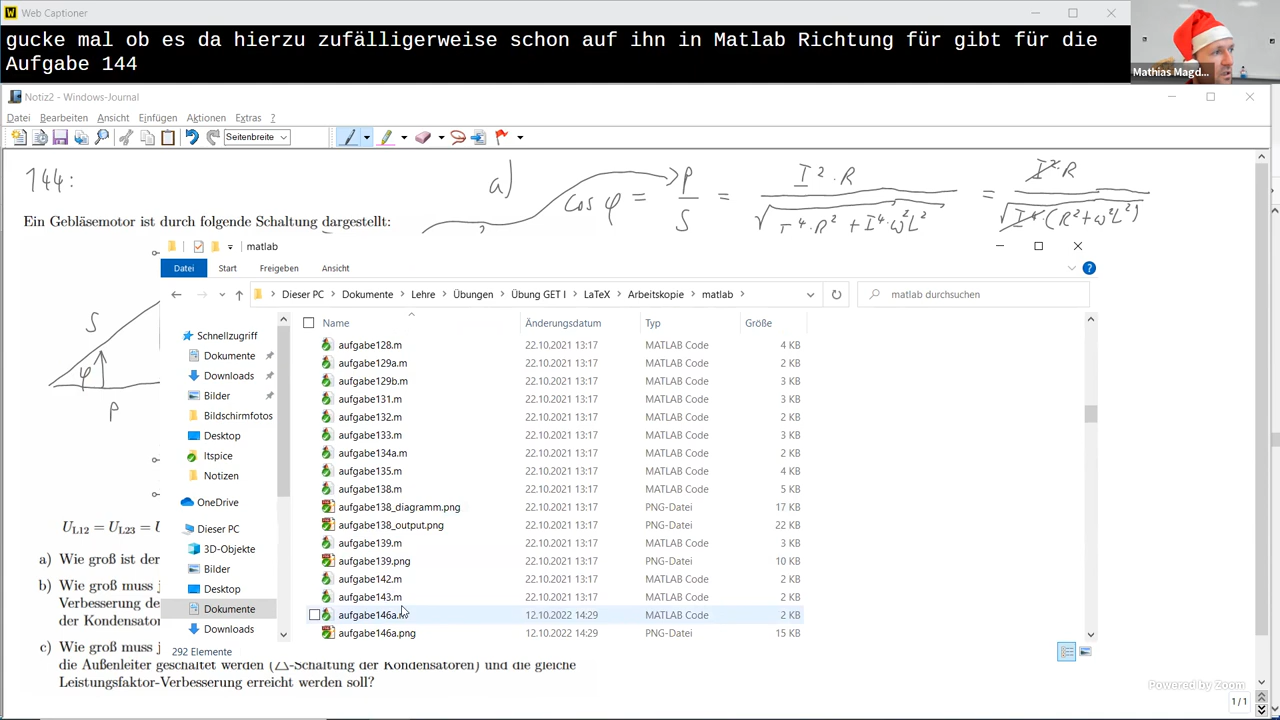 Web Captioner
gucke mal ob es da hierzu zufälligerweise schon auf ihn in Matlab Richtung für gibt für die
Aufgabe 144
Mathias Magd...
Notiz2 - Windows-Journal
Datei Bearbeiten Ansicht Einfügen Aktionen Extras ?
Seitenbreite
144:
a) cos φ = P/S = I²·R / √(I⁴·R² + I⁴·ω²L²) = I²·R / √(I⁴(R²+ω²L²))
Ein Gebläsemotor ist durch folgende Schaltung dargestellt:
S
φ
P
matlab
Datei Start Freigeben Ansicht
Dieser PC > Dokumente > Lehre > Übungen > Übung GET I > LaTeX > Arbeitskopie > matlab >
matlab durchsuchen
Name Änderungsdatum Typ Größe
Schnellzugriff
Dokumente
Downloads
Bilder
Bildschirmfotos
Desktop
ltspice
Notizen
OneDrive
Dieser PC
3D-Objekte
Bilder
Desktop
Dokumente
Downloads
aufgabe128.m 22.10.2021 13:17 MATLAB Code 4 KB
aufgabe129a.m 22.10.2021 13:17 MATLAB Code 2 KB
aufgabe129b.m 22.10.2021 13:17 MATLAB Code 2 KB
aufgabe131.m 22.10.2021 13:17 MATLAB Code 3 KB
aufgabe132.m 22.10.2021 13:17 MATLAB Code 2 KB
aufgabe133.m 22.10.2021 13:17 MATLAB Code 3 KB
aufgabe134a.m 22.10.2021 13:17 MATLAB Code 2 KB
aufgabe135.m 22.10.2021 13:17 MATLAB Code 4 KB
aufgabe138.m 22.10.2021 13:17 MATLAB Code 5 KB
aufgabe138_diagramm.png 22.10.2021 13:17 PNG-Datei 17 KB
aufgabe138_output.png 22.10.2021 13:17 PNG-Datei 22 KB
aufgabe139.m 22.10.2021 13:17 MATLAB Code 3 KB
aufgabe139.png 22.10.2021 13:17 PNG-Datei 10 KB
aufgabe142.m 22.10.2021 13:17 MATLAB Code 2 KB
aufgabe143.m 22.10.2021 13:17 MATLAB Code 2 KB
aufgabe146a.m 12.10.2022 14:29 MATLAB Code 2 KB
aufgabe146a.png 12.10.2022 14:29 PNG-Datei 15 KB
292 Elemente
U_L12 = U_L23 =
a) Wie groß ist der
b) Wie groß muss
Verbesserung de
der Kondensato
c) Wie groß muss
die Außenleiter geschaltet werden (△-Schaltung der Kondensatoren) und die gleiche
Leistungsfaktor-Verbesserung erreicht werden soll?
Powered by Zoom
1/1